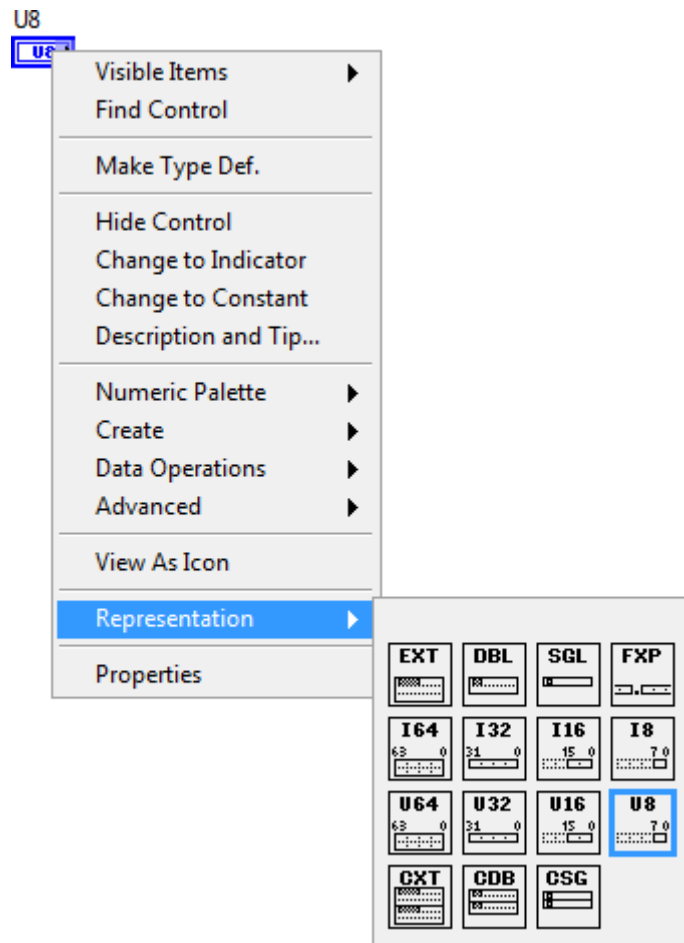 U8
U8
Visible Items
Find Control
Make Type Def.
Hide Control
Change to Indicator
Change to Constant
Description and Tip...
Numeric Palette
Create
Data Operations
Advanced
View As Icon
Representation
Properties
EXT DBL SGL FXP
I64 I32 I16 I8
63 0 31 0 15 0 7 0
U64 U32 U16 U8
63 0 31 0 15 0 7 0
CXT CDB CSG